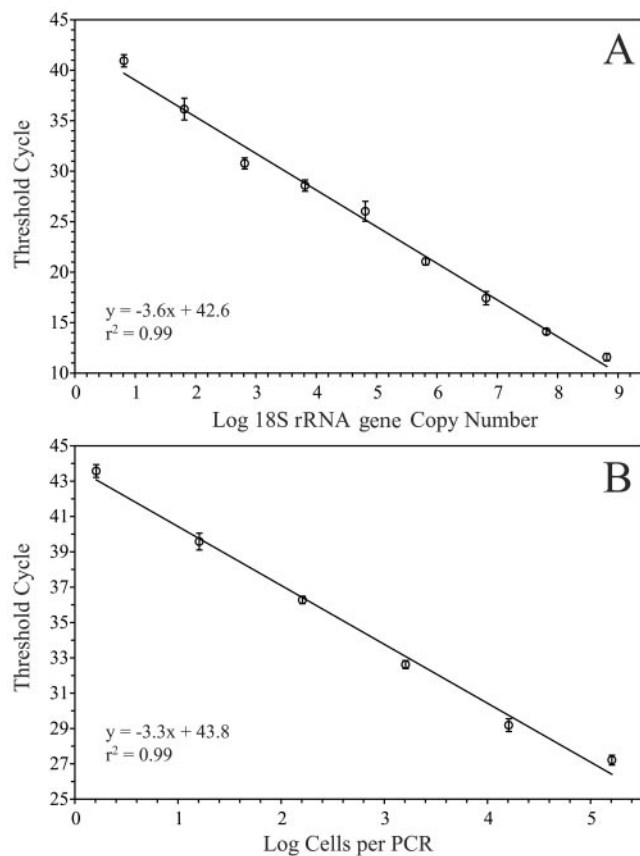 A
45
40
35
30
25
20
15
10
Threshold Cycle
y = -3.6x + 42.6
r² = 0.99
0 1 2 3 4 5 6 7 8 9
Log 18S rRNA gene Copy Number
B
45
43
41
39
37
35
33
31
29
27
25
Threshold Cycle
y = -3.3x + 43.8
r² = 0.99
0 1 2 3 4 5
Log Cells per PCR